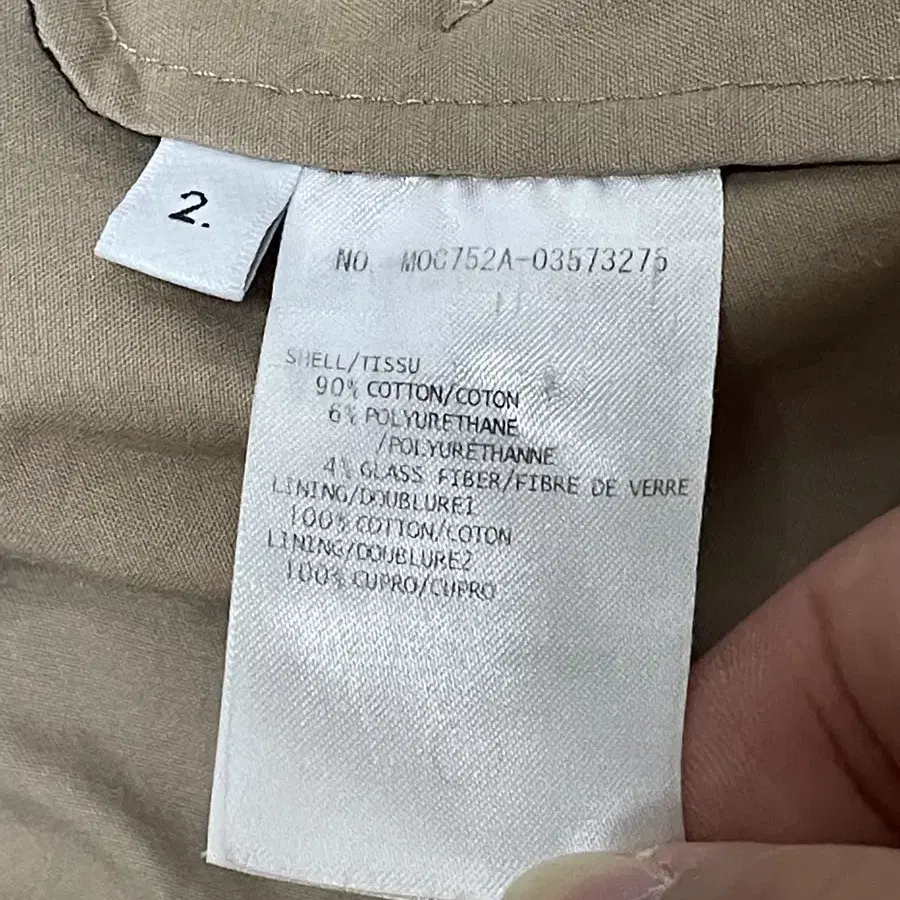 2.
NO. MOC752A-03573275
SHELL/TISSU
90% COTTON/COTON
6% POLYURETHANE
/POLYURÉTHANNE
4% GLASS FIBER/FIBRE DE VERRE
LINING/DOUBLURE1
100% COTTON/COTON
LINING/DOUBLURE2
100% CUPRO/CUPRO